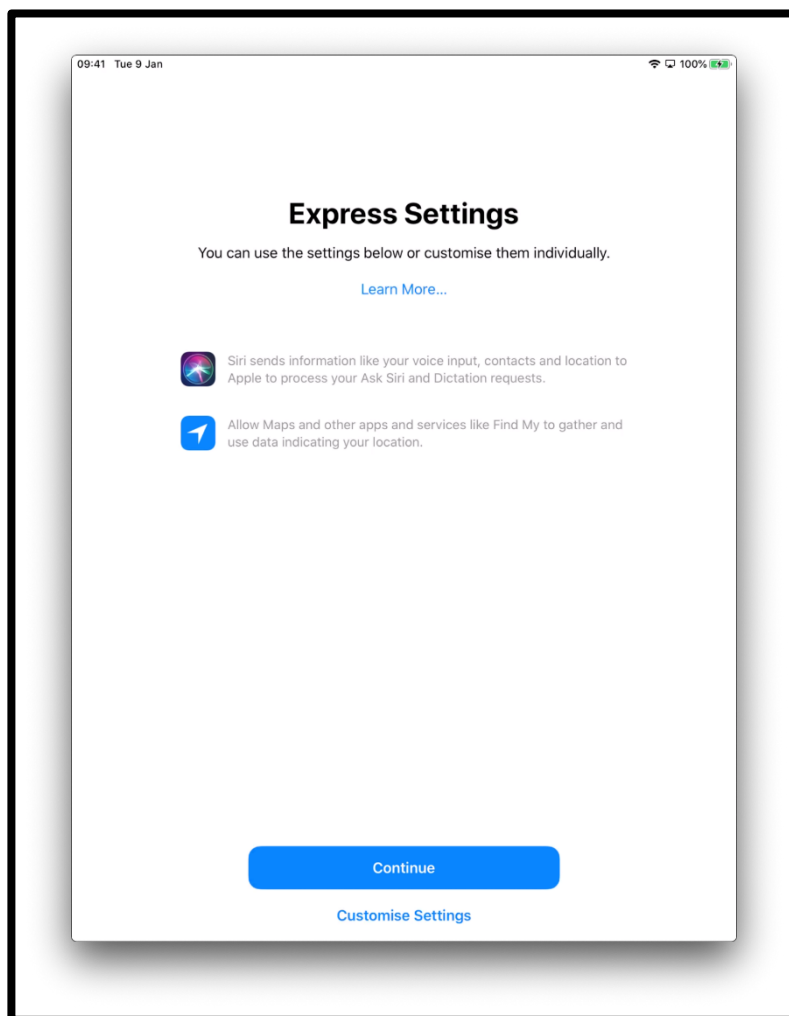 09:41 Tue 9 Jan 100%
Express Settings
You can use the settings below or customise them individually.
Learn More...
Siri sends information like your voice input, contacts and location to
Apple to process your Ask Siri and Dictation requests.
Allow Maps and other apps and services like Find My to gather and
use data indicating your location.
Continue
Customise Settings